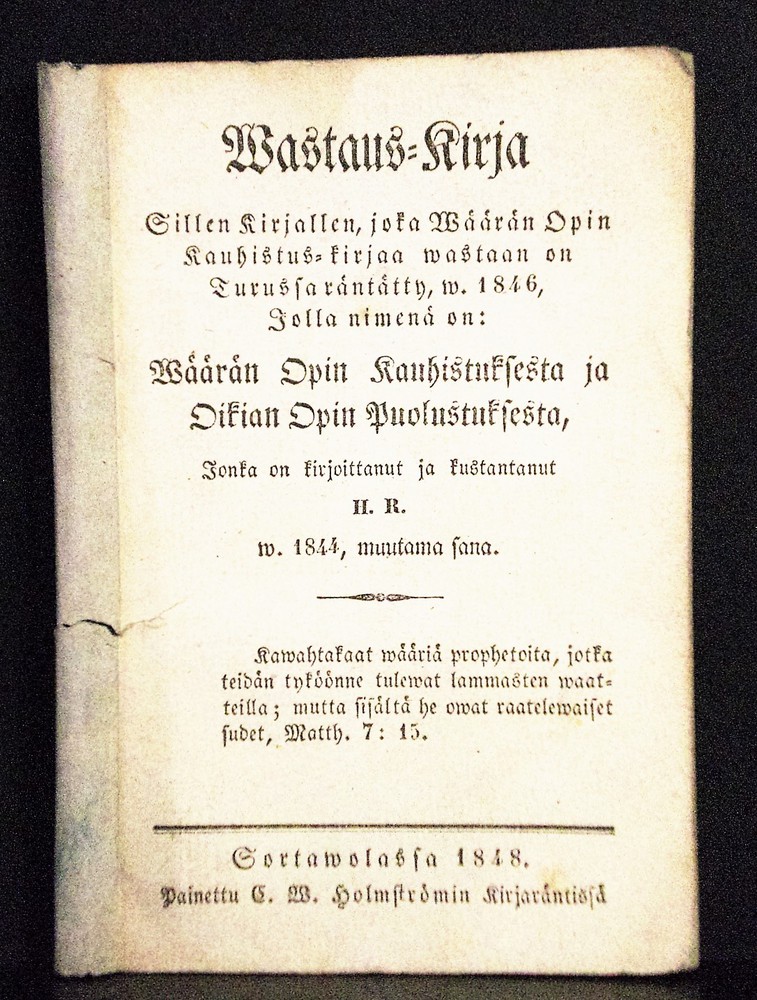 Wastaus-Kirja
Sillen Kirjallen, joka Wäärän Opin
Kauhistus-kirjaa wastaan on
Turussa räntätty, w. 1846,
Jolla nimenä on:
Wäärän Opin Kauhistuksesta ja
Oikian Opin Puolustuksesta,
Jonka on kirjoittanut ja kustantanut
H. R.
w. 1844, muutama sana.
Kawahtakaat wääriä prophetoita, jotka
teidän tyköönne tulewat lammasten waat-
teilla; mutta sisältä he owat raatelewaiset
sudet, Matth. 7: 15.
Sortawolassa 1848.
Painettu C. W. Holmströmin Kirjaräntissä